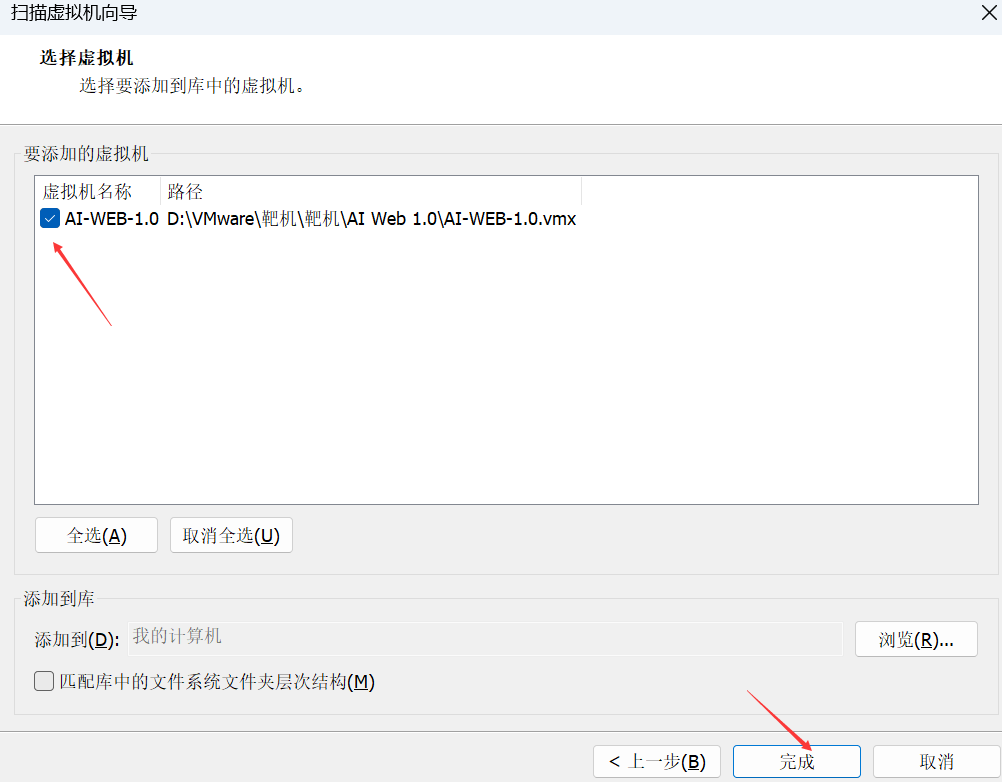 扫描虚拟机向导
选择虚拟机
选择要添加到库中的虚拟机。
要添加的虚拟机
虚拟机名称 路径
AI-WEB-1.0 D:\VMware\靶机\靶机\AI Web 1.0\AI-WEB-1.0.vmx
全选(A) 取消全选(U)
添加到库
添加到(D): 我的计算机 浏览(R)...
匹配库中的文件系统文件夹层次结构(M)
< 上一步(B) 完成 取消